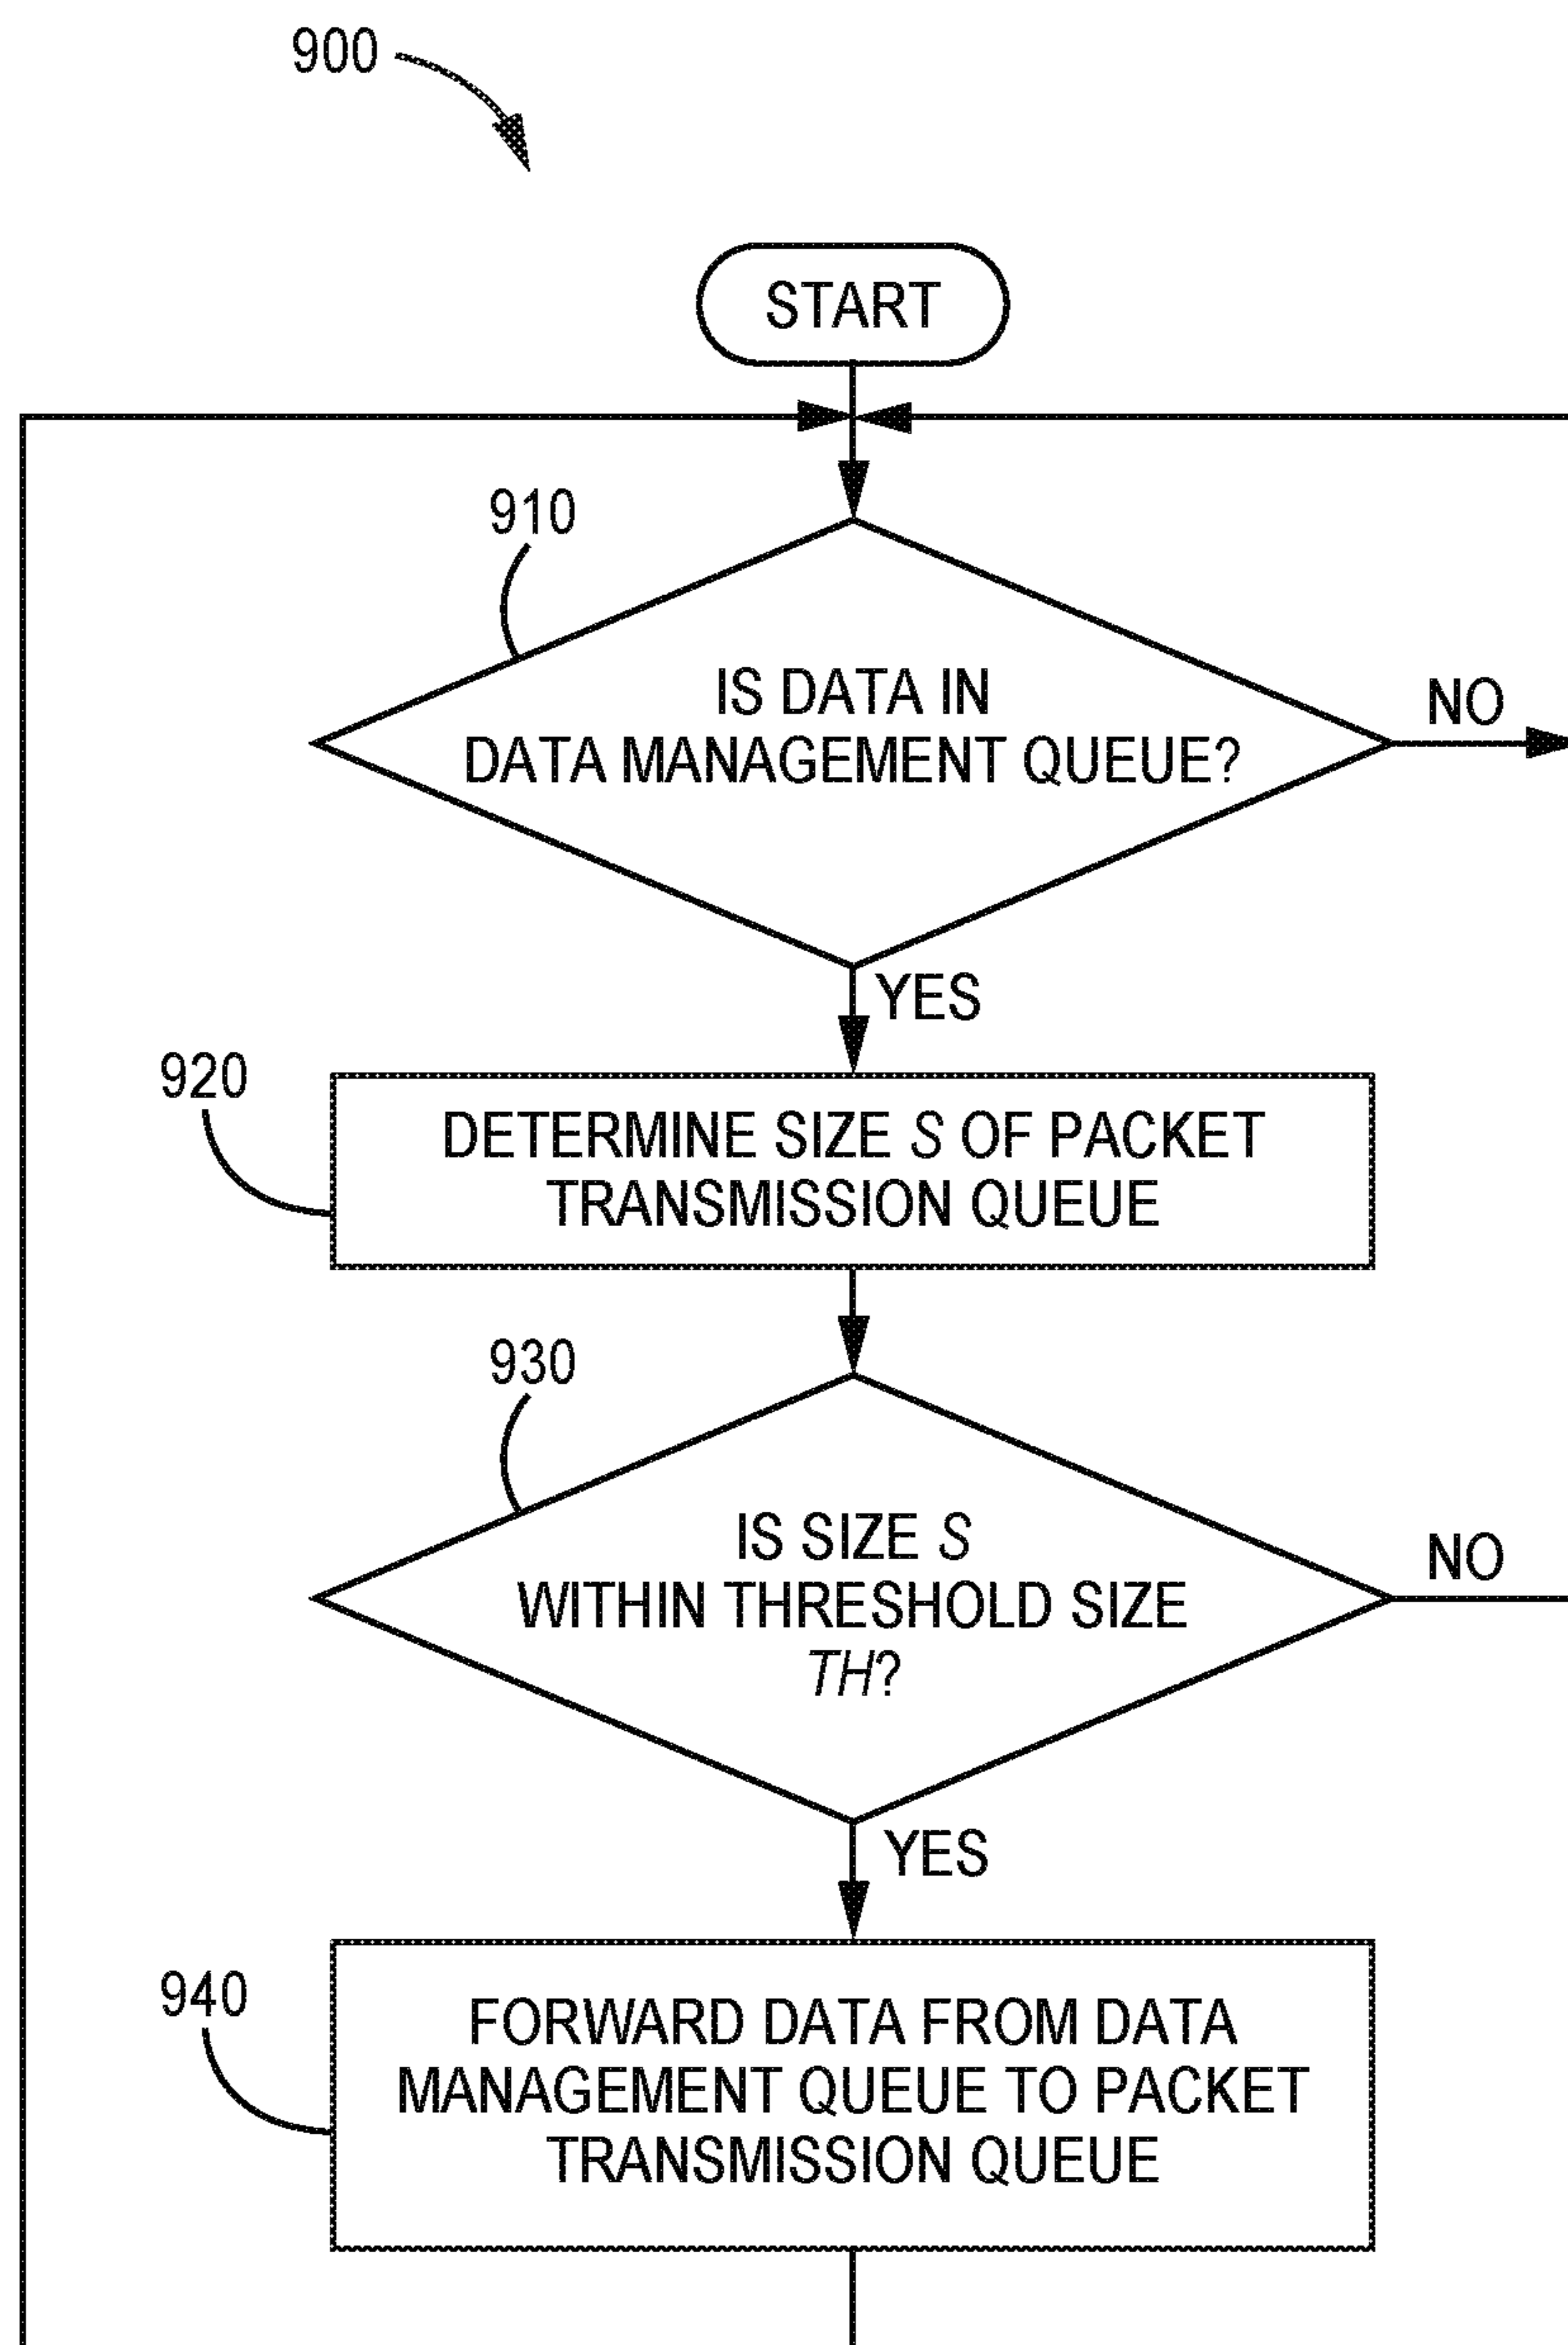 900
START
910
IS DATA IN
DATA MANAGEMENT QUEUE?
NO
YES
920
DETERMINE SIZE S OF PACKET
TRANSMISSION QUEUE
930
IS SIZE S
WITHIN THRESHOLD SIZE
TH?
NO
YES
940
FORWARD DATA FROM DATA
MANAGEMENT QUEUE TO PACKET
TRANSMISSION QUEUE